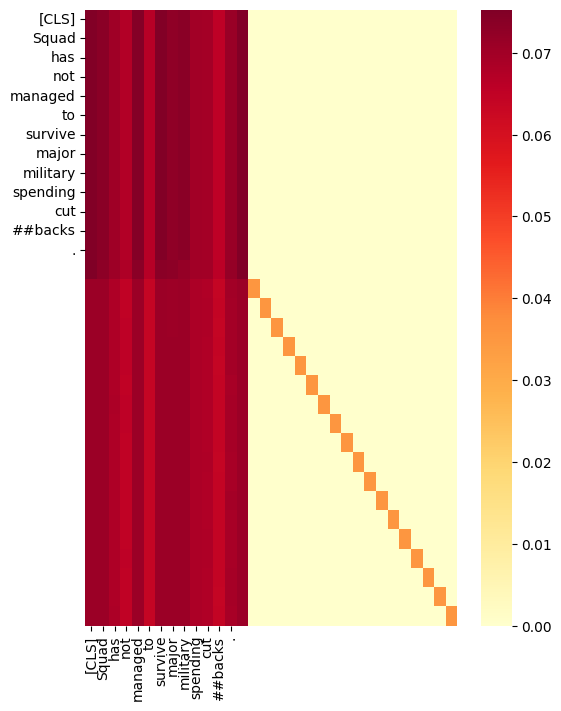 [CLS]
Squad
has
not
managed
to
survive
major
military
spending
cut
##backs
.
0.07
0.06
0.05
0.04
0.03
0.02
0.01
0.00
[CLS]
Squad
has
not
managed
to
survive
major
military
spending
cut
##backs
.